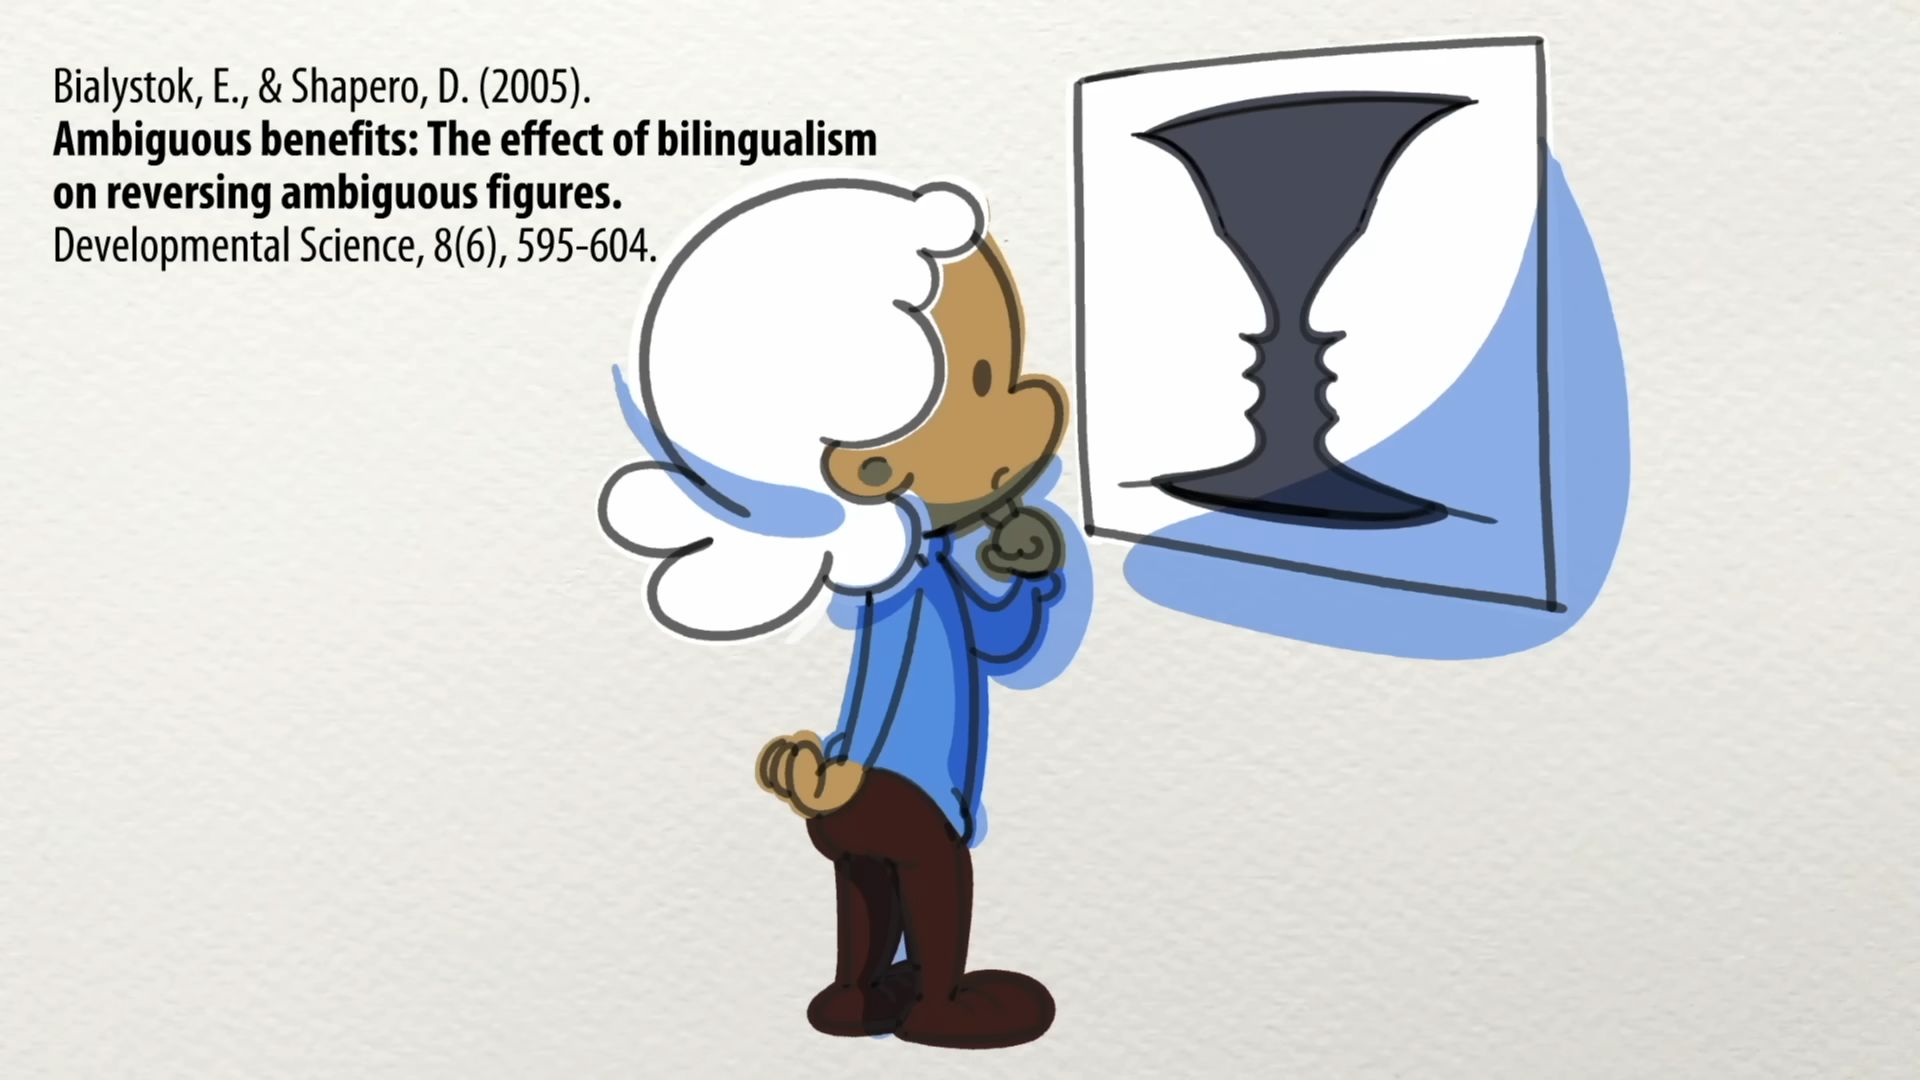 Bialystok, E., & Shapero, D. (2005).
Ambiguous benefits: The effect of bilingualism
on reversing ambiguous figures.
Developmental Science, 8(6), 595-604.